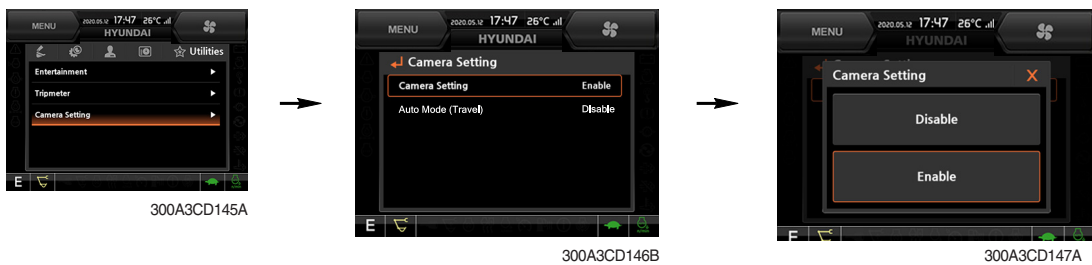 MENU
2020.05.12 17:47 26°C
HYUNDAI
Utilities
Entertainment
Tripmeter
Camera Setting
E
300A3CD145A
MENU
2020.05.12 17:47 26°C
HYUNDAI
Camera Setting
Camera Setting Enable
Auto Mode (Travel) Disable
E
300A3CD146B
MENU
2020.05.12 17:47 26°C
HYUNDAI
Camera Setting
Camera Setting X
Disable
Enable
E
300A3CD147A